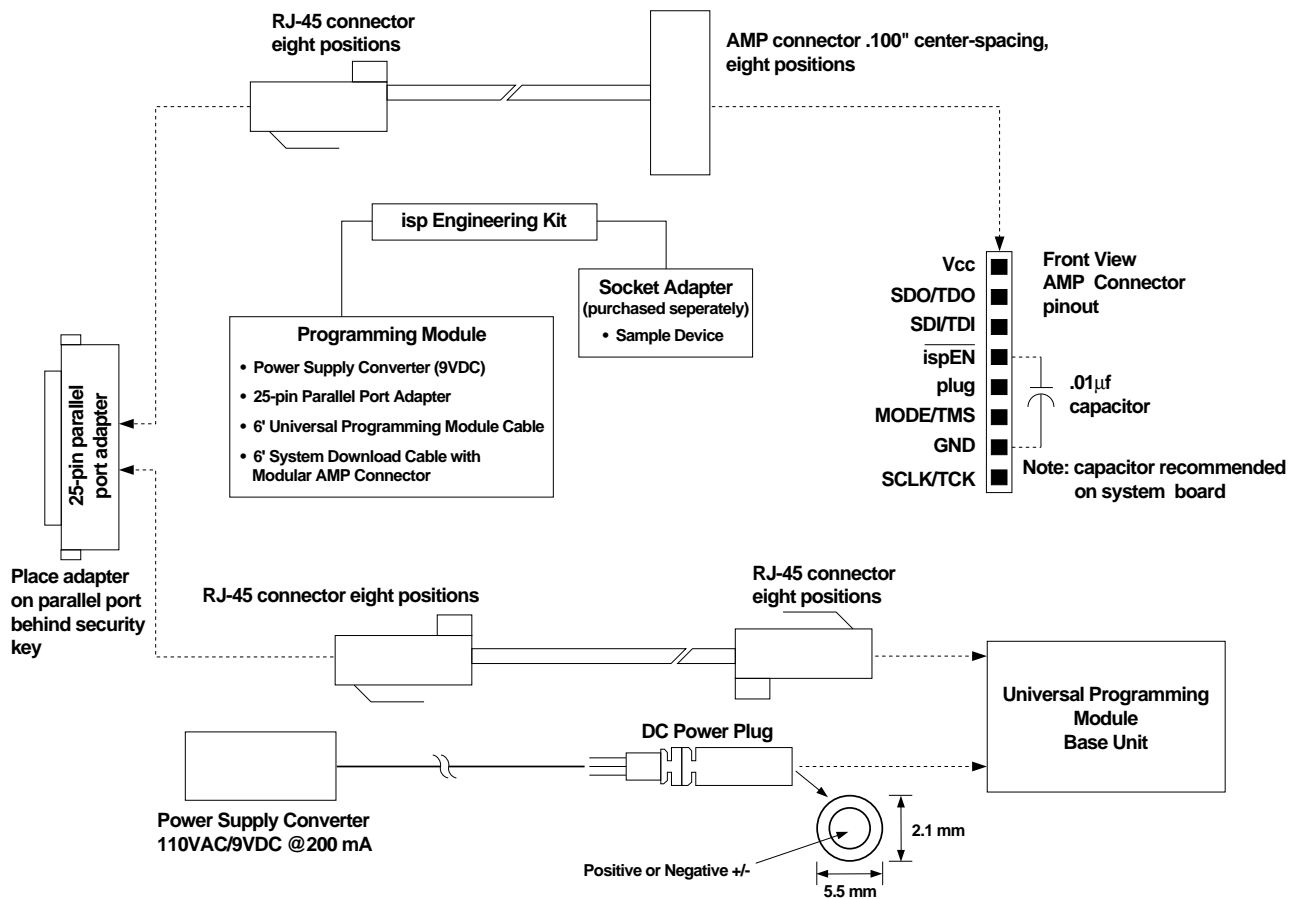 RJ-45 connector
eight positions
AMP connector .100" center-spacing,
eight positions
isp Engineering Kit
Socket Adapter
(purchased seperately)
• Sample Device
Programming Module
• Power Supply Converter (9VDC)
• 25-pin Parallel Port Adapter
• 6' Universal Programming Module Cable
• 6' System Download Cable with
Modular AMP Connector
Vcc
SDO/TDO
SDI/TDI
ispEN
plug
MODE/TMS
GND
SCLK/TCK
Front View
AMP Connector
pinout
.01µf
capacitor
Note: capacitor recommended
on system board
25-pin parallel
port adapter
Place adapter
on parallel port
behind security
key
RJ-45 connector eight positions
RJ-45 connector
eight positions
Universal Programming
Module
Base Unit
DC Power Plug
Power Supply Converter
110VAC/9VDC @200 mA
2.1 mm
Positive or Negative +/-
5.5 mm